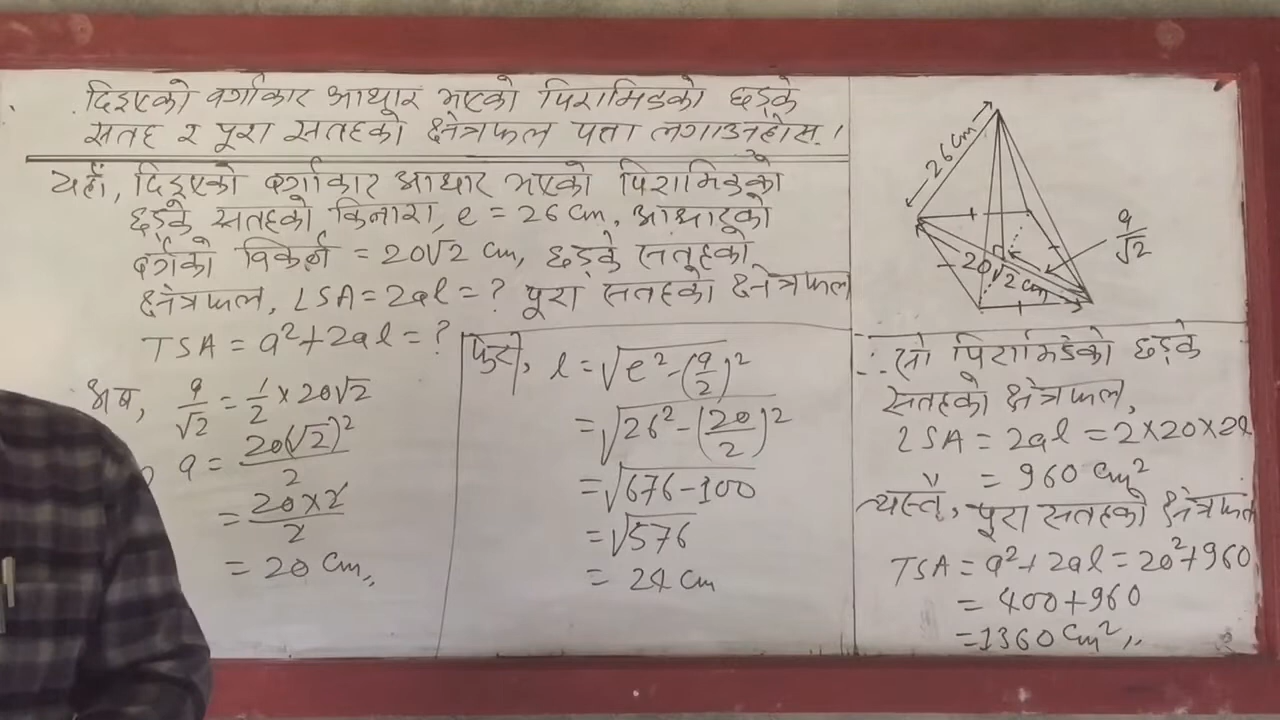 दिइएको वर्गाकार आधार भएको पिरामिडको छड्के
सतह र पूरा सतहको क्षेत्रफल पत्ता लगाउनुहोस् ।
यहाँ, दिइएको वर्गाकार आधार भएको पिरामिडको
छड्के सतहको किनारा, e = 26 cm, आधारको
वर्गको विकर्ण = 20√2 cm, छड्के सतहको
क्षेत्रफल, LSA = 2al = ? पूरा सतहको क्षेत्रफल
TSA = a² + 2al = ?
अब, a/√2 = 1/2 × 20√2
a = 20(√2)²/2
= 20 × 2/2
= 20 cm,,
फेरी, l = √(e² - (a/2)²)
= √(26² - (20/2)²)
= √(676 - 100)
= √576
= 24 cm
26 cm
a/√2
20√2 cm
∴ सो पिरामिडको छड्के
सतहको क्षेत्रफल,
LSA = 2al = 2×20×24
= 960 cm²
त्यस्तै, पूरा सतहको क्षेत्रफल
TSA = a² + 2al = 20² + 960
= 400 + 960
= 1360 cm²,,